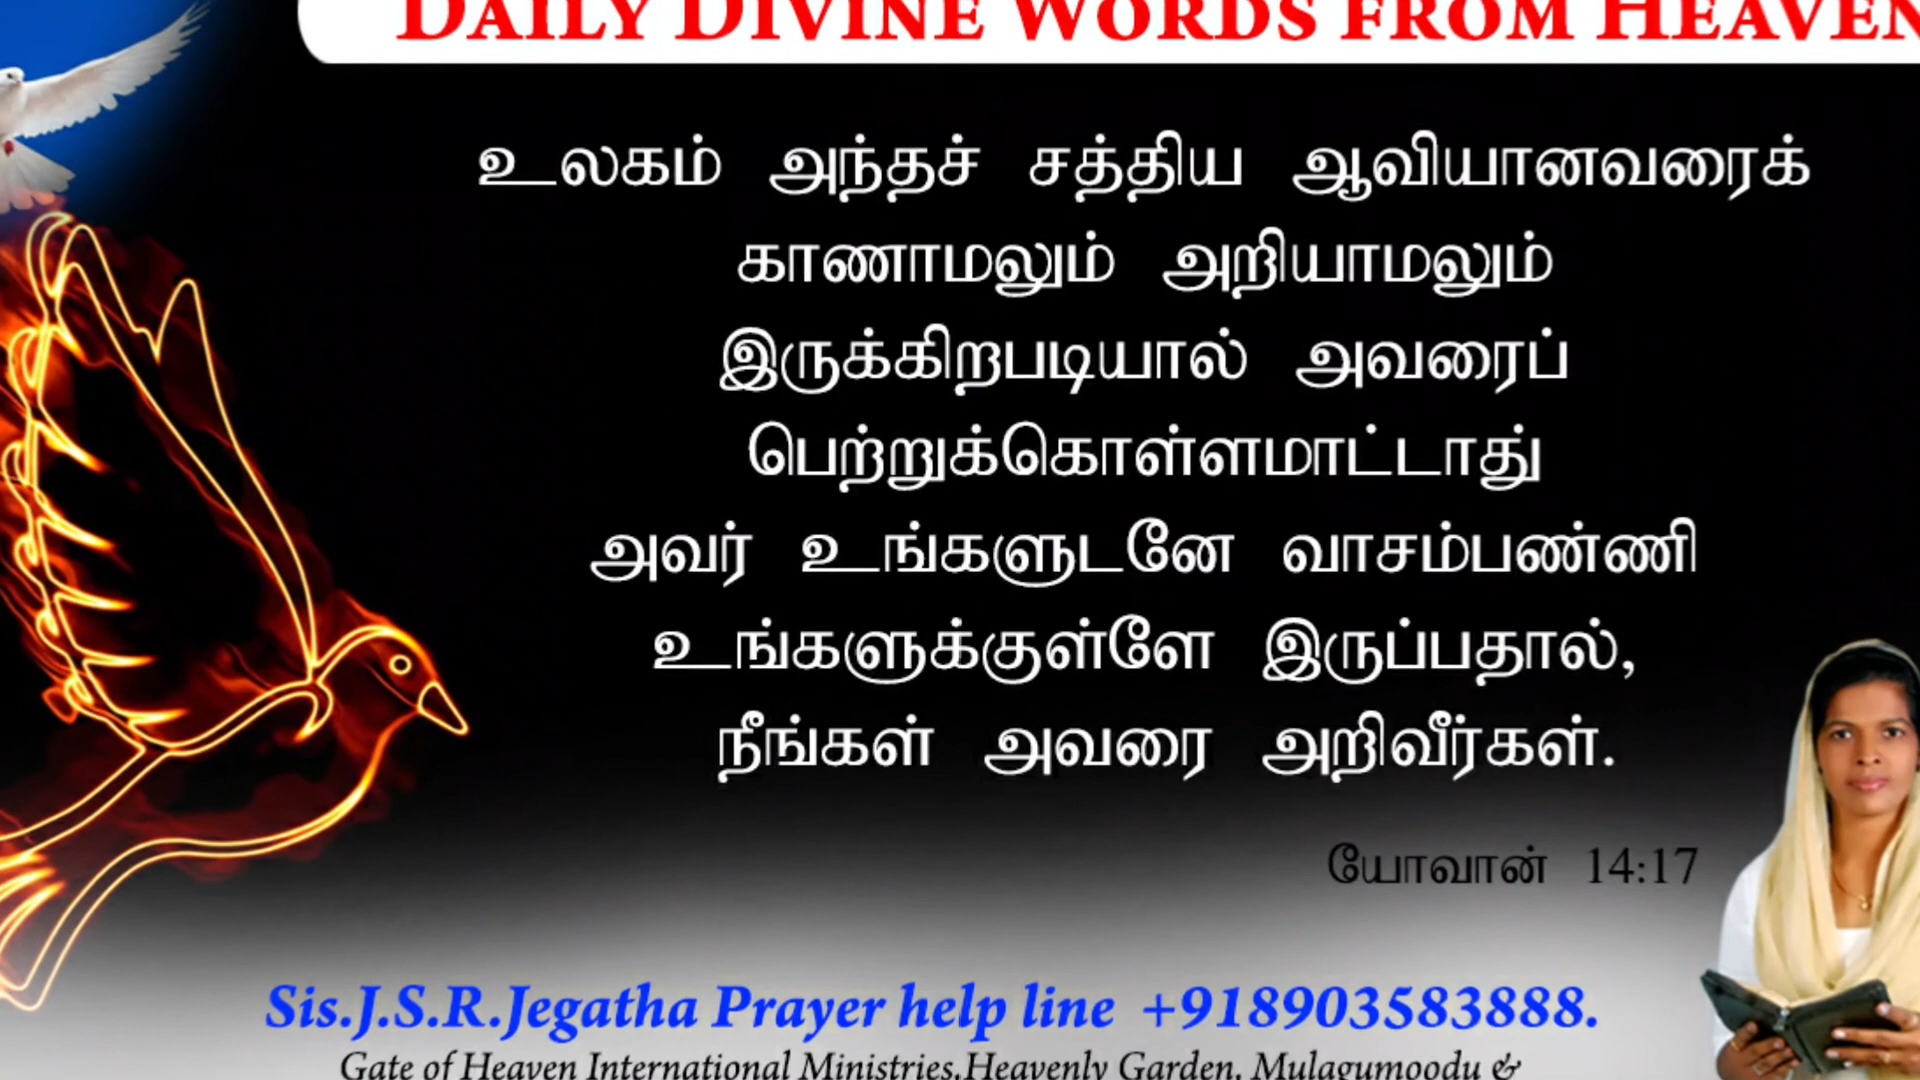 DAILY DIVINE WORDS FROM HEAVEN
உலகம் அந்தச் சத்திய ஆவியானவரைக்
காணாமலும் அறியாமலும்
இருக்கிறபடியால் அவரைப்
பெற்றுக்கொள்ளமாட்டாது
அவர் உங்களுடனே வாசம்பண்ணி
உங்களுக்குள்ளே இருப்பதால்,
நீங்கள் அவரை அறிவீர்கள்.
யோவான் 14:17
Sis.J.S.R.Jegatha Prayer help line +918903583888.
Gate of Heaven International Ministries,Heavenly Garden, Mulagumoodu &